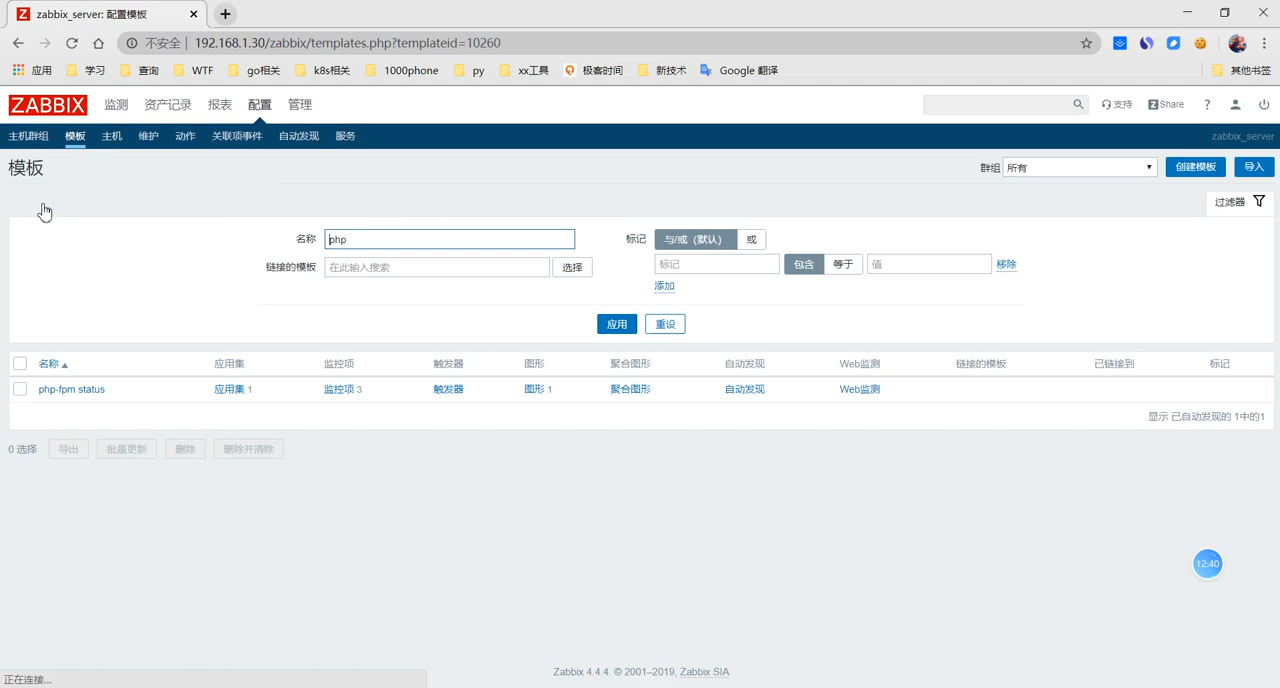 zabbix_server: 配置模板
不安全 | 192.168.1.30/zabbix/templates.php?templateid=10260
应用 学习 查询 WTF go相关 k8s相关 1000phone py xx工具 极客时间 新技术 Google 翻译 其他书签
ZABBIX 监测 资产记录 报表 配置 管理 支持 Z Share ?
主机群组 模板 主机 维护 动作 关联项事件 自动发现 服务 zabbix_server
模板 群组 所有 创建模板 导入
过滤器
名称 php 标记 与/或 (默认) 或
链接的模板 在此输入搜索 选择 标记 包含 等于 值 移除
添加
应用 重设
名称 应用集 监控项 触发器 图形 聚合图形 自动发现 Web监测 链接的模板 已链接到 标记
php-fpm status 应用集 1 监控项 3 触发器 图形 1 聚合图形 自动发现 Web监测
显示 已自动发现的 1中的1
0 选择 导出 批量更新 删除 删除并清除
12:40
Zabbix 4.4.4. © 2001–2019, Zabbix SIA
正在连接...